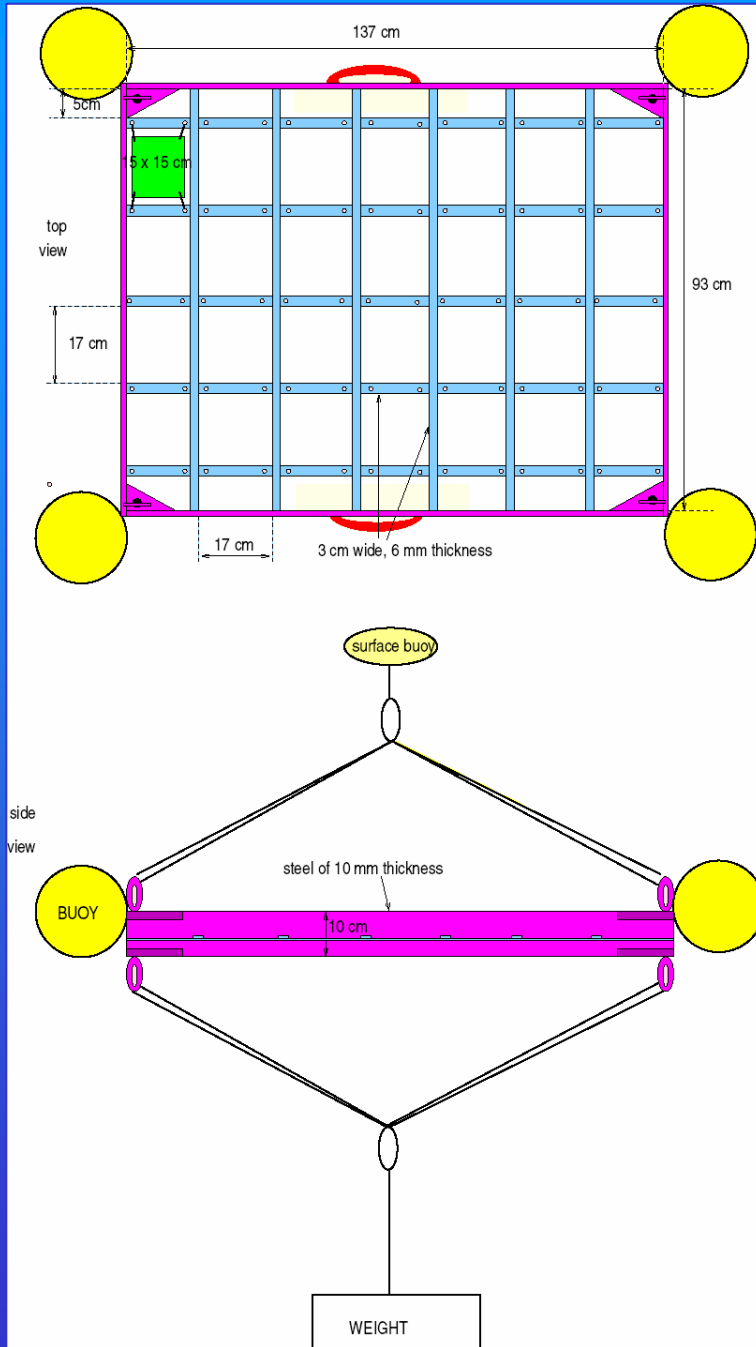 137 cm
5cm
15 x 15 cm
top
view
93 cm
17 cm
17 cm
3 cm wide, 6 mm thickness
surface buoy
side
view
steel of 10 mm thickness
BUOY
10 cm
WEIGHT